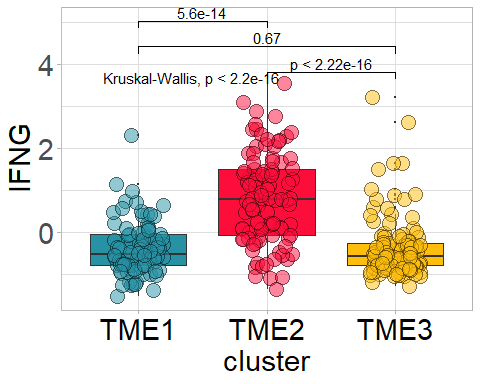 5.6e-14
0.67
p < 2.22e-16
Kruskal-Wallis, p < 2.2e-16
IFNG
4
2
0
TME1 TME2 TME3
cluster